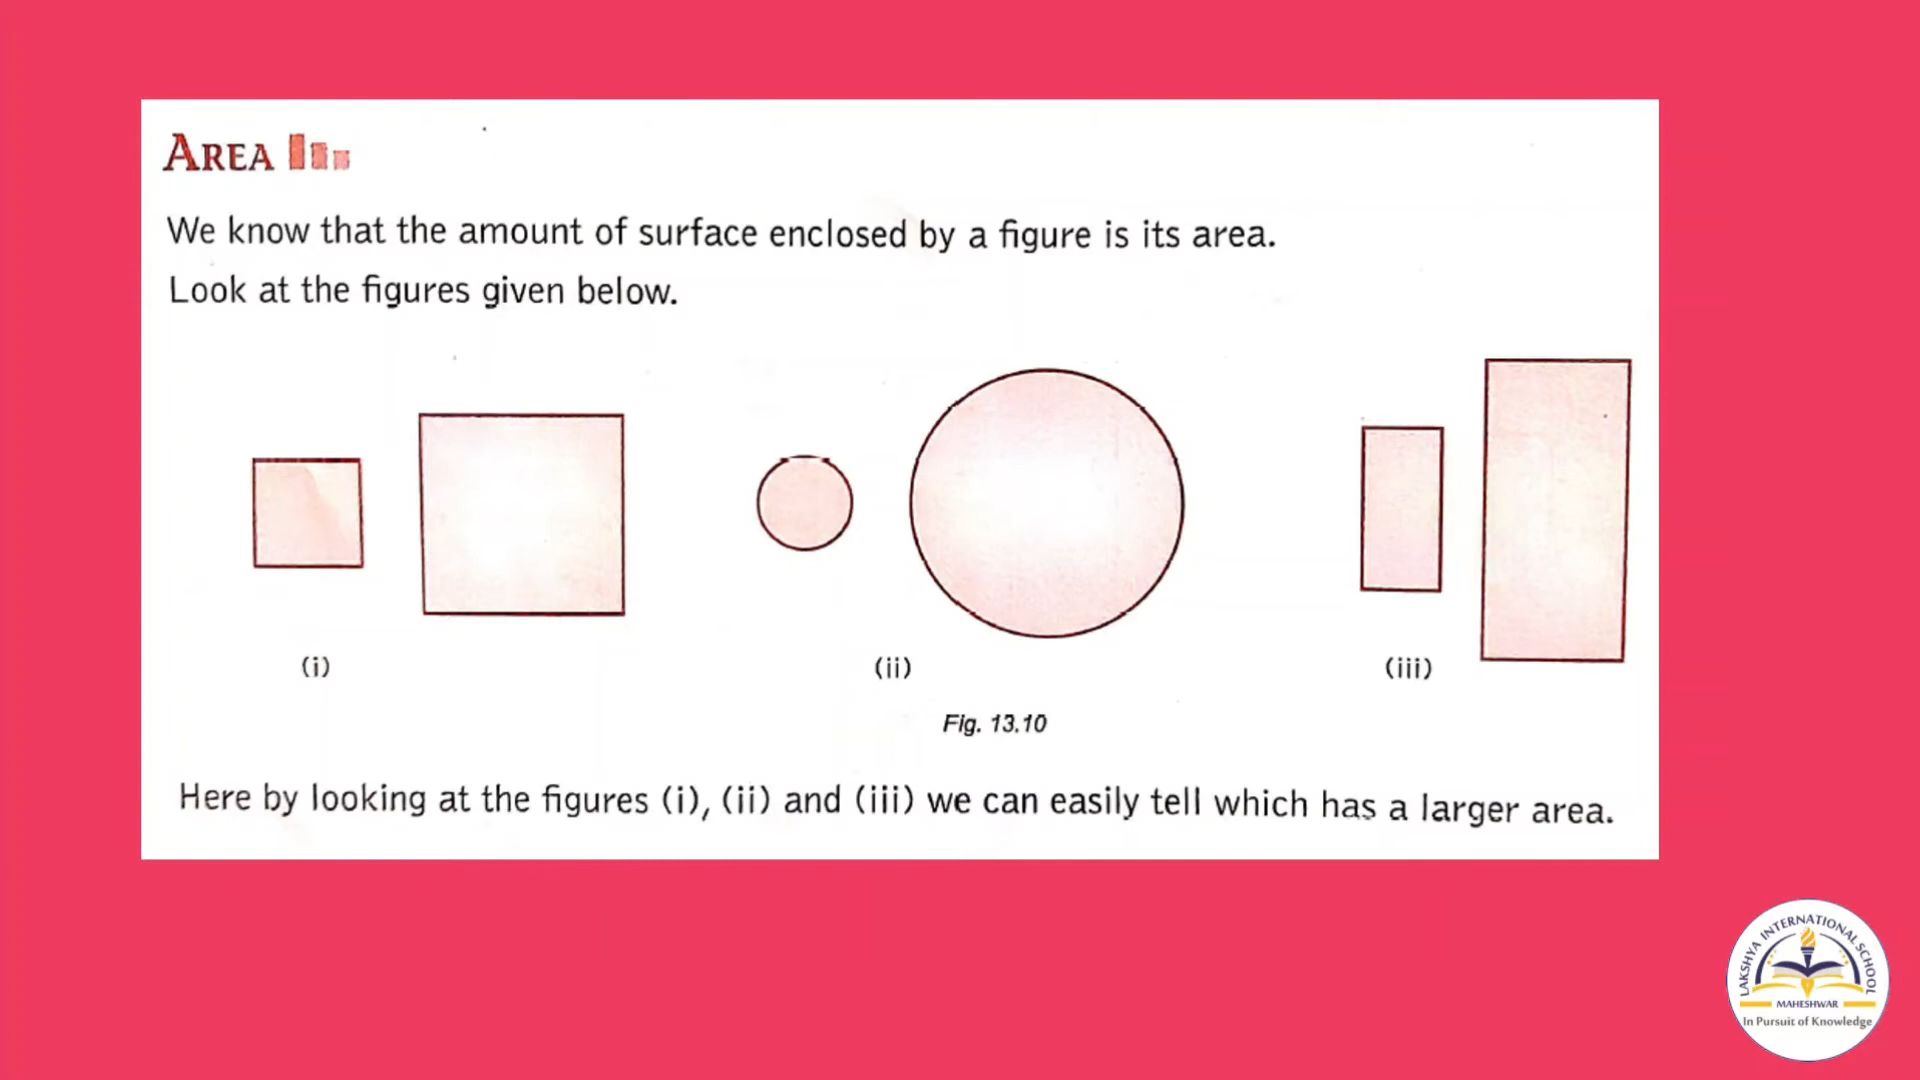 AREA
We know that the amount of surface enclosed by a figure is its area.
Look at the figures given below.
(i)
(ii)
(iii)
Fig. 13.10
Here by looking at the figures (i), (ii) and (iii) we can easily tell which has a larger area.
LAKSHYA INTERNATIONAL SCHOOL
MAHESHWAR
In Pursuit of Knowledge